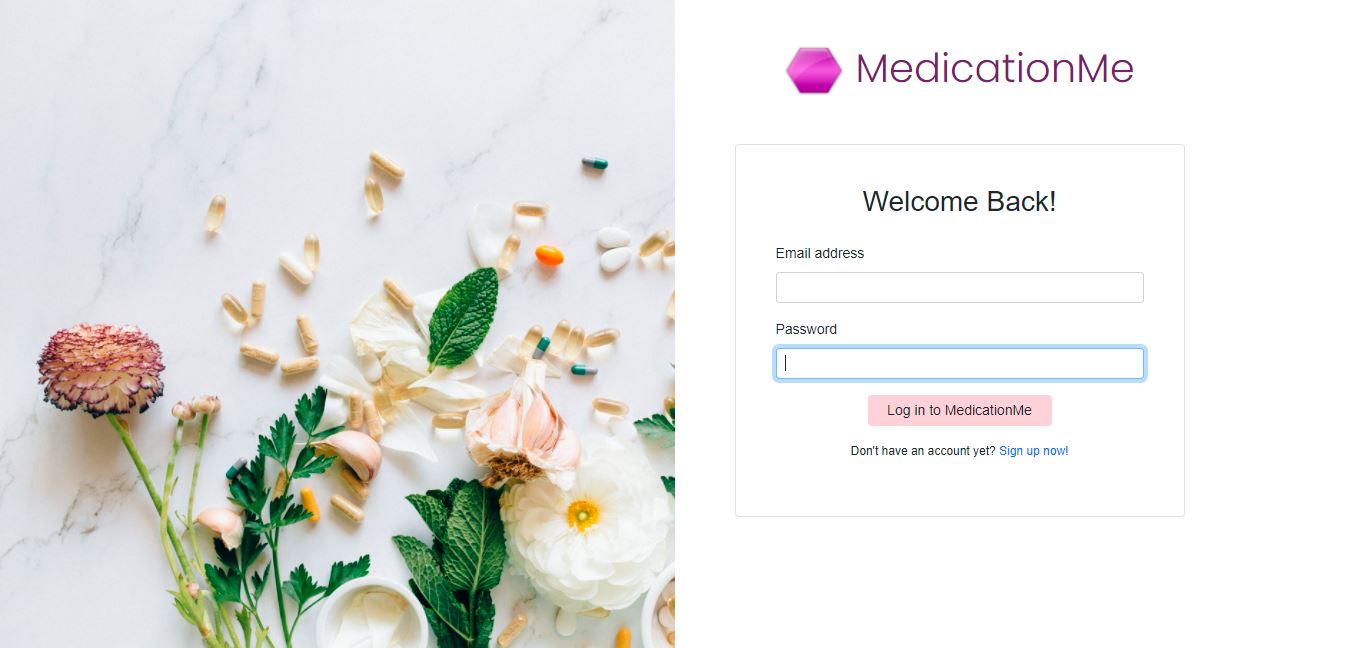 MedicationMe
Welcome Back!
Email address
Password
Log in to MedicationMe
Don't have an account yet? Sign up now!